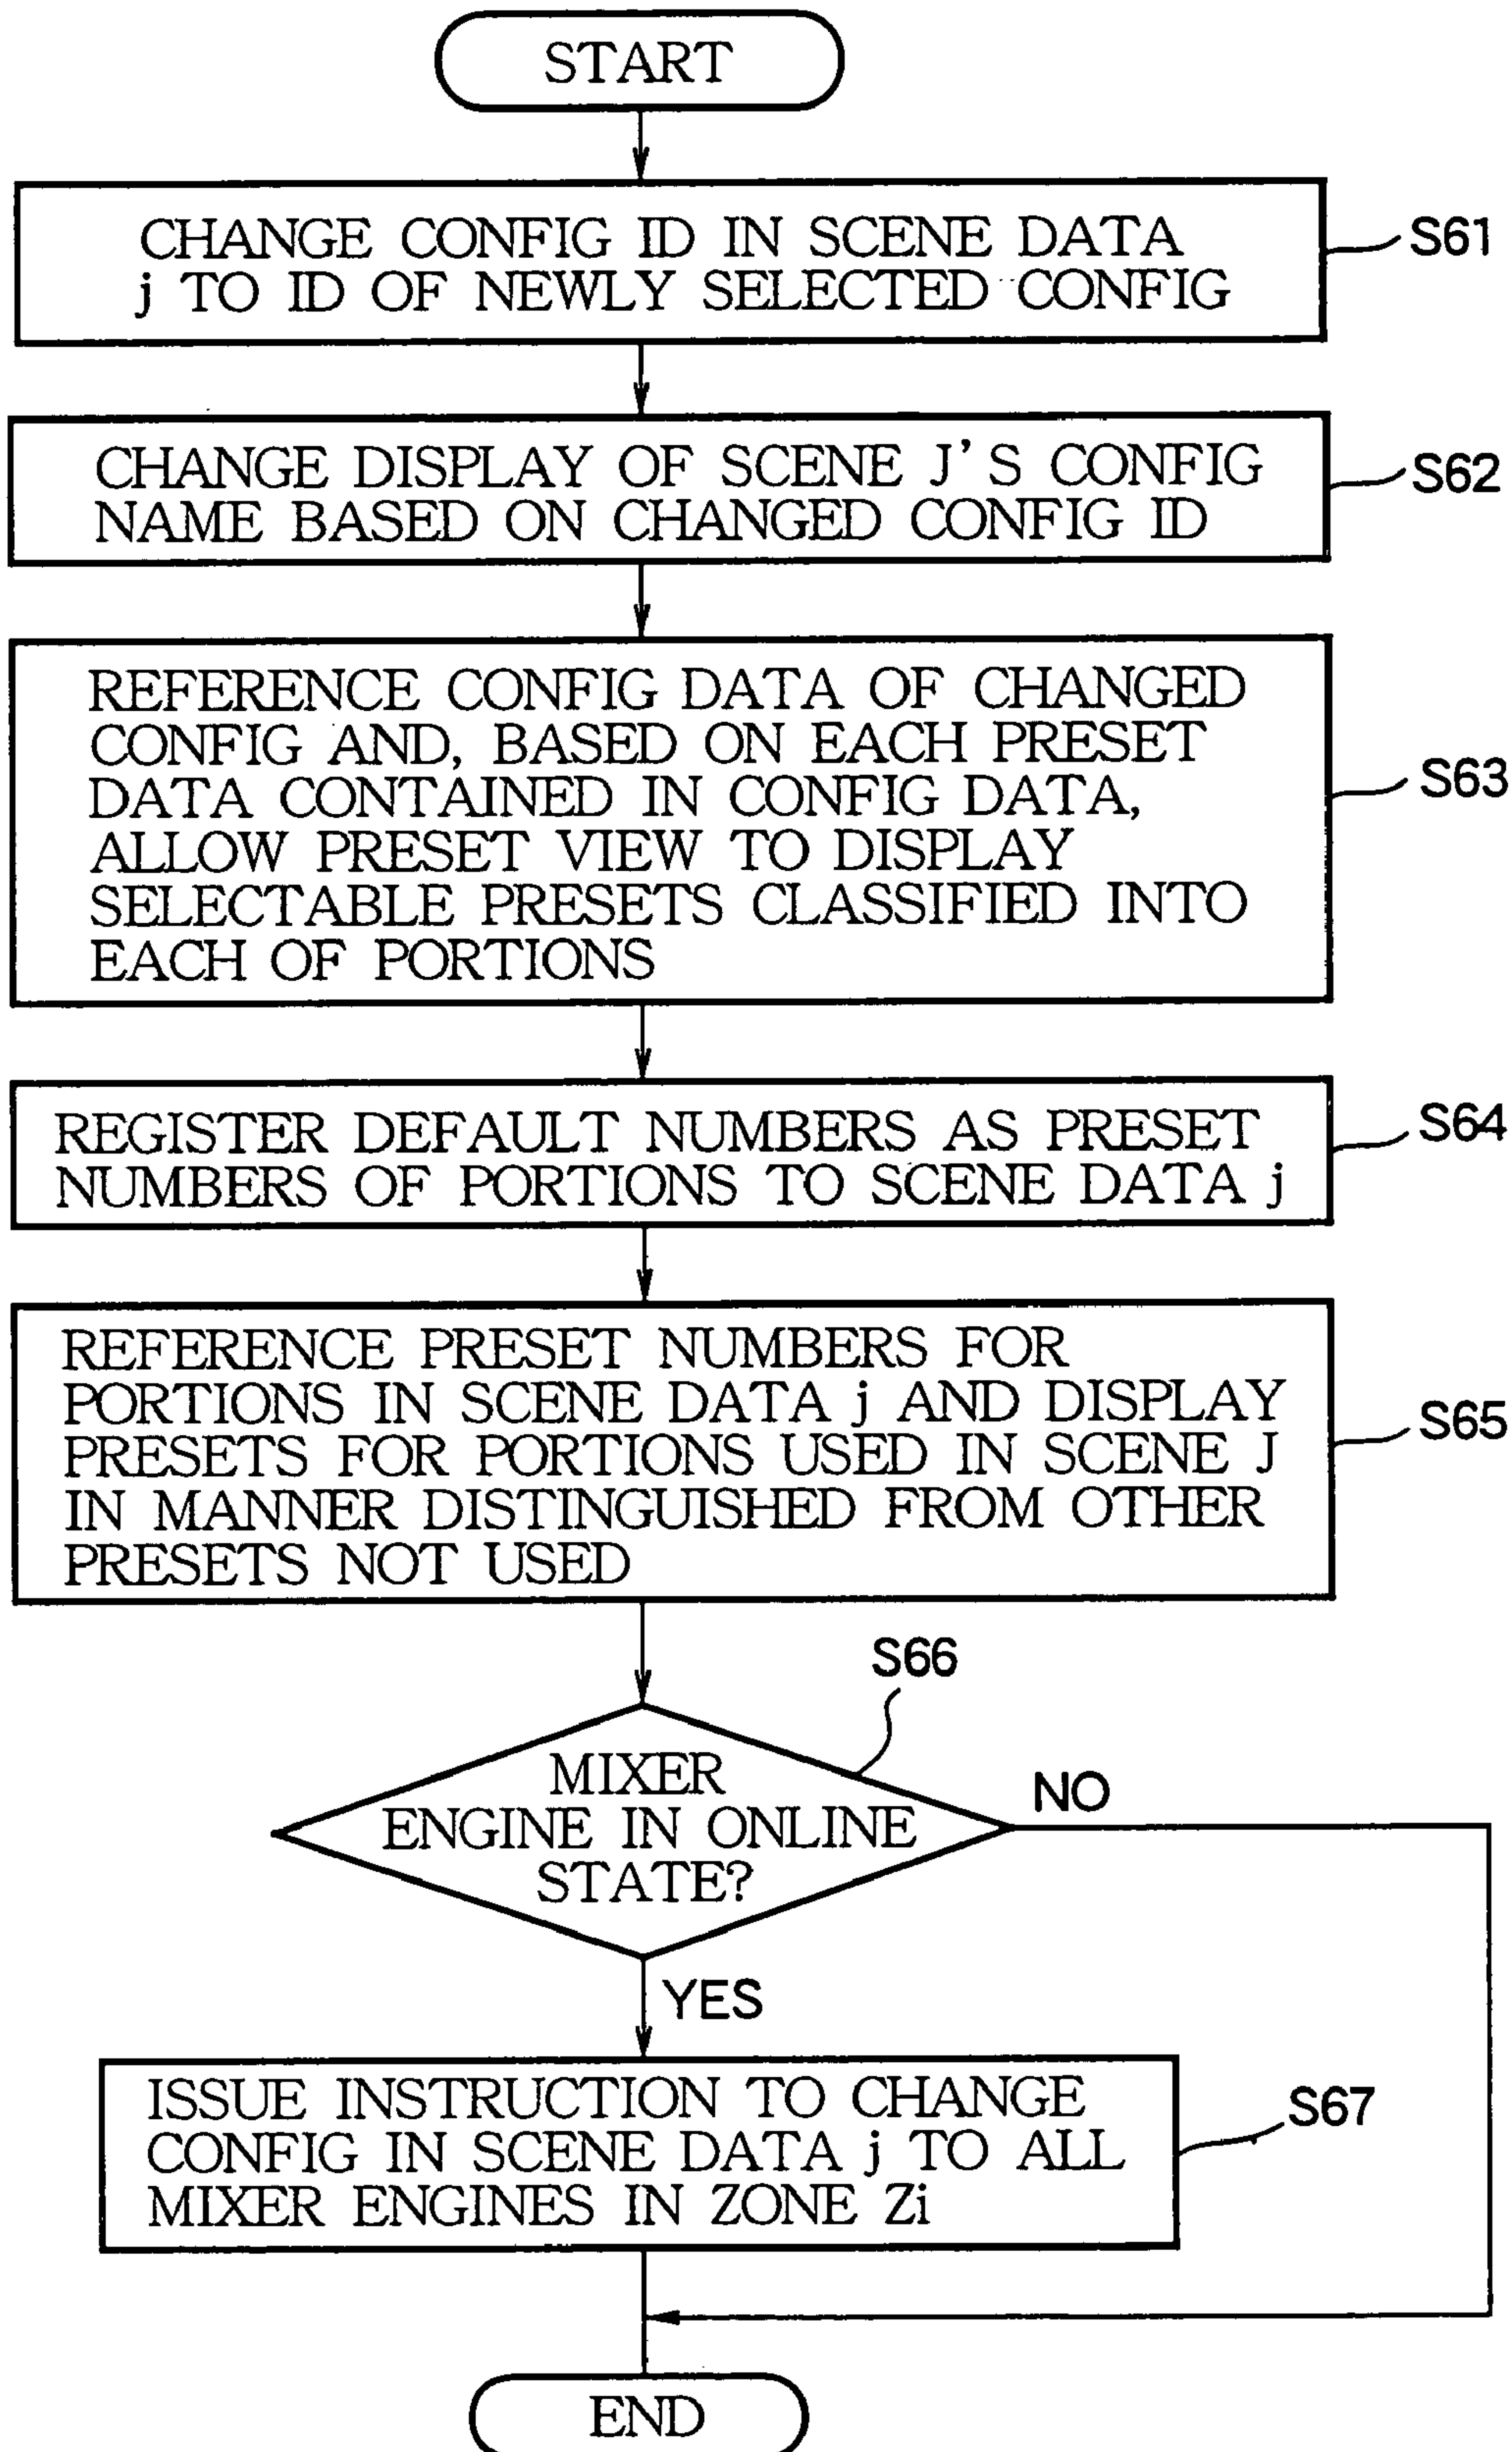 START
CHANGE CONFIG ID IN SCENE DATA
j TO ID OF NEWLY SELECTED CONFIG
S61
CHANGE DISPLAY OF SCENE J'S CONFIG
NAME BASED ON CHANGED CONFIG ID
S62
REFERENCE CONFIG DATA OF CHANGED
CONFIG AND, BASED ON EACH PRESET
DATA CONTAINED IN CONFIG DATA,
ALLOW PRESET VIEW TO DISPLAY
SELECTABLE PRESETS CLASSIFIED INTO
EACH OF PORTIONS
S63
REGISTER DEFAULT NUMBERS AS PRESET
NUMBERS OF PORTIONS TO SCENE DATA j
S64
REFERENCE PRESET NUMBERS FOR
PORTIONS IN SCENE DATA j AND DISPLAY
PRESETS FOR PORTIONS USED IN SCENE J
IN MANNER DISTINGUISHED FROM OTHER
PRESETS NOT USED
S65
S66
MIXER
ENGINE IN ONLINE
STATE?
NO
YES
ISSUE INSTRUCTION TO CHANGE
CONFIG IN SCENE DATA j TO ALL
MIXER ENGINES IN ZONE Zi
S67
END